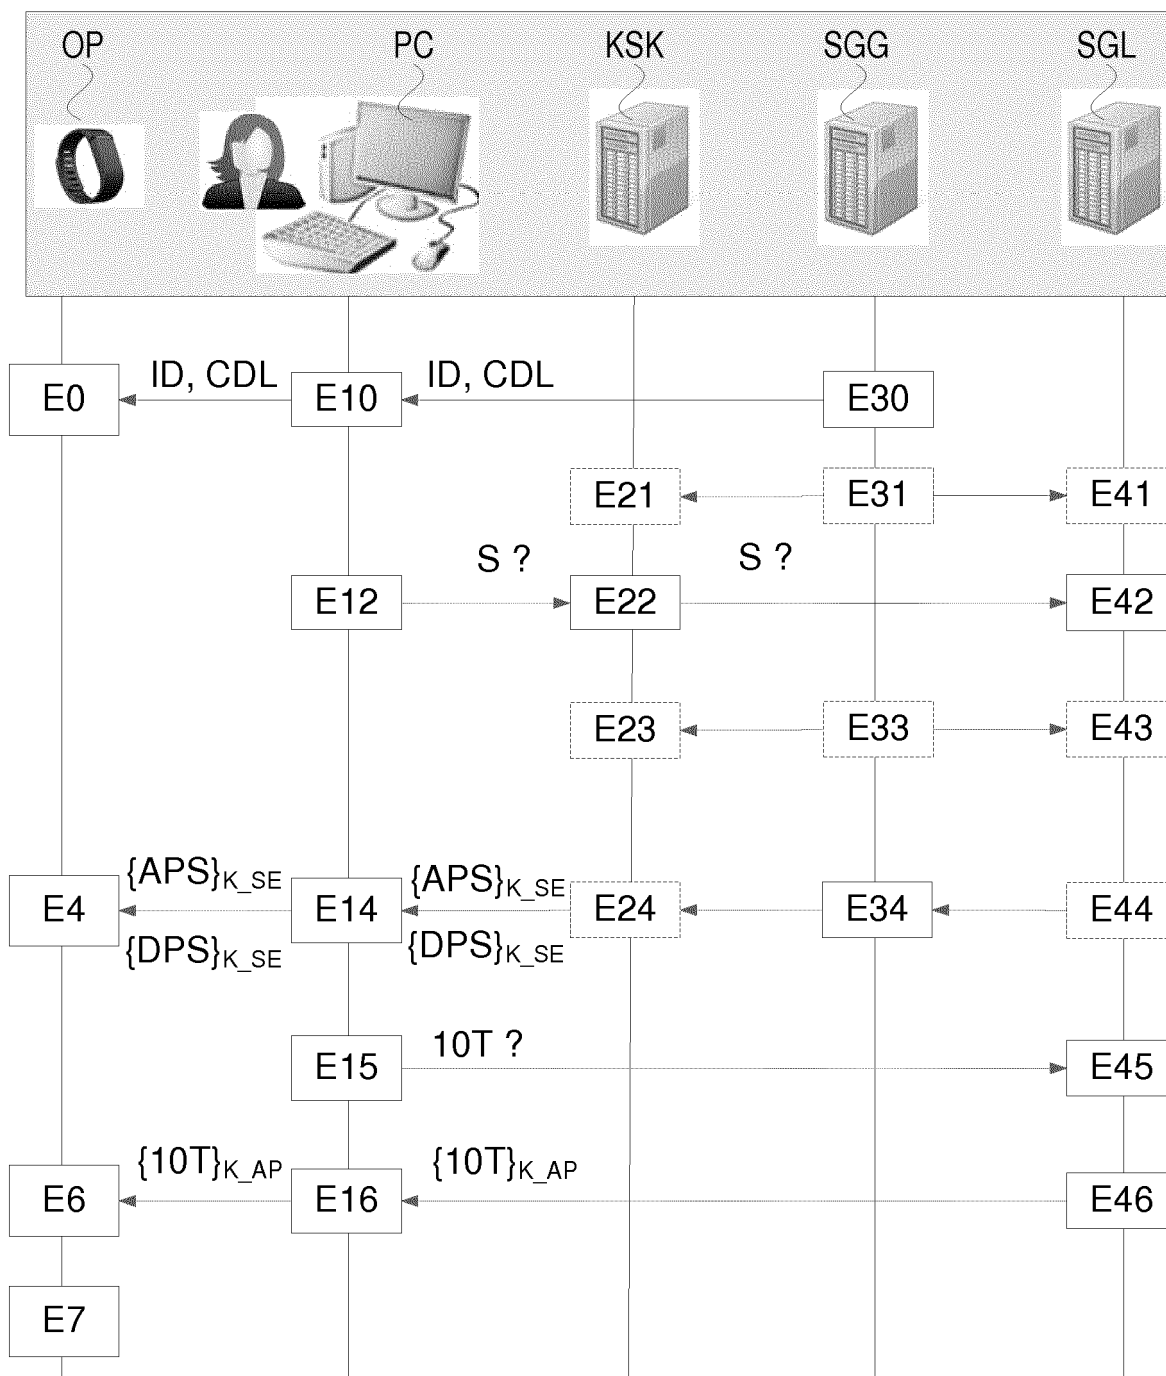 OP PC KSK SGG SGL
ID, CDL ID, CDL
E0 E10 E30
E21 E31 E41
S ? S ?
E12 E22 E42
E23 E33 E43
{APS}K_SE {APS}K_SE
E4 E14 E24 E34 E44
{DPS}K_SE {DPS}K_SE
10T ?
E15 E45
{10T}K_AP {10T}K_AP
E6 E16 E46
E7